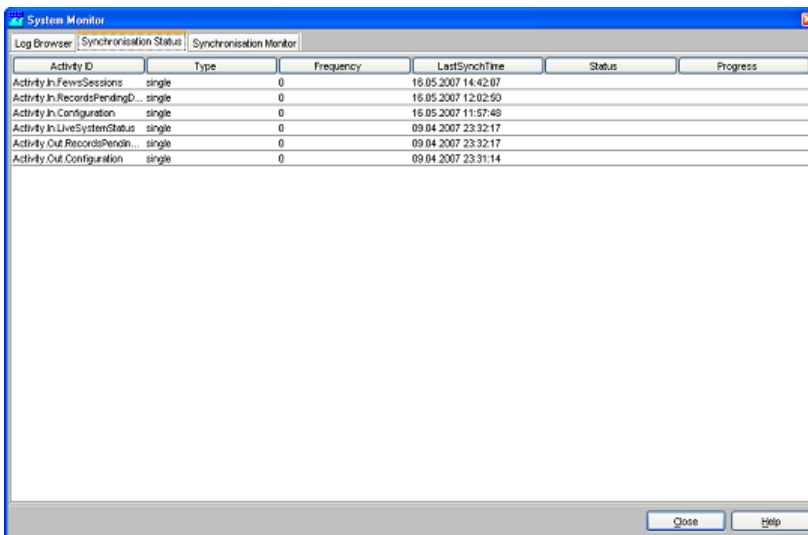 System Monitor
Log Browser Synchronisation Status Synchronisation Monitor
Activity ID Type Frequency LastSynchTime Status Progress
Activity.In.FewsSessions single 0 16.05.2007 14:42:07
Activity.In.RecordsPendingD... single 0 16.05.2007 12:02:50
Activity.In.Configuration single 0 16.05.2007 11:57:48
Activity.In.LiveSystemStatus single 0 09.04.2007 23:32:17
Activity.Out.RecordsPendin... single 0 09.04.2007 23:32:17
Activity.Out.Configuration single 0 09.04.2007 23:31:14
Close Help